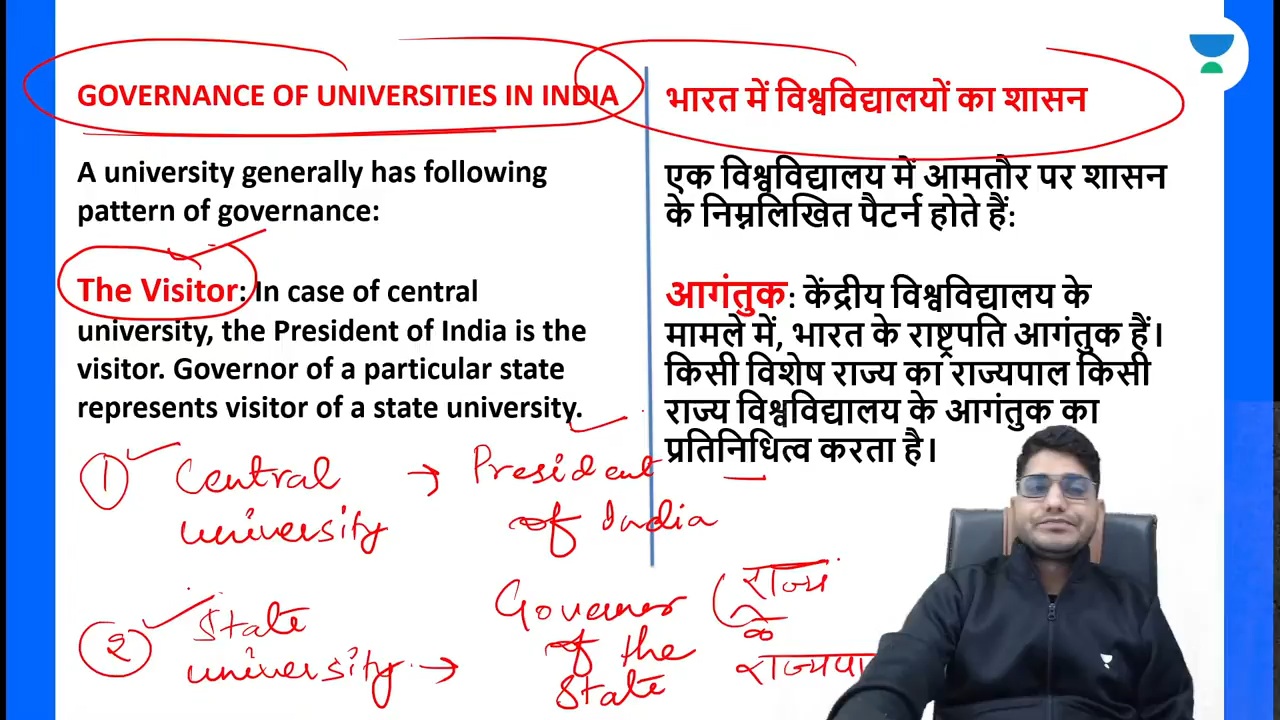 GOVERNANCE OF UNIVERSITIES IN INDIA
A university generally has following
pattern of governance:
The Visitor: In case of central
university, the President of India is the
visitor. Governor of a particular state
represents visitor of a state university.
भारत में विश्वविद्यालयों का शासन
एक विश्वविद्यालय में आमतौर पर शासन
के निम्नलिखित पैटर्न होते हैं:
आगंतुक: केंद्रीय विश्वविद्यालय के
मामले में, भारत के राष्ट्रपति आगंतुक हैं।
किसी विशेष राज्य का राज्यपाल किसी
राज्य विश्वविद्यालय के आगंतुक का
प्रतिनिधित्व करता है।
① Central → President
university of India
② State Governor (राज्य
university → of the के
State राज्यपा